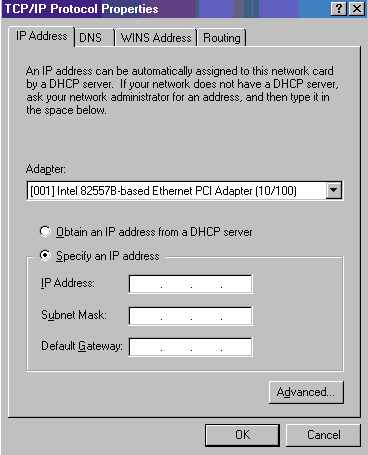 TCP/IP Protocol Properties
IP Address DNS WINS Address Routing
An IP address can be automatically assigned to this network card
by a DHCP server. If your network does not have a DHCP server,
ask your network administrator for an address, and then type it in
the space below.
Adapter:
[001] Intel 82557B-based Ethernet PCI Adapter (10/100)
Obtain an IP address from a DHCP server
Specify an IP address
IP Address:
Subnet Mask:
Default Gateway:
Advanced...
OK Cancel